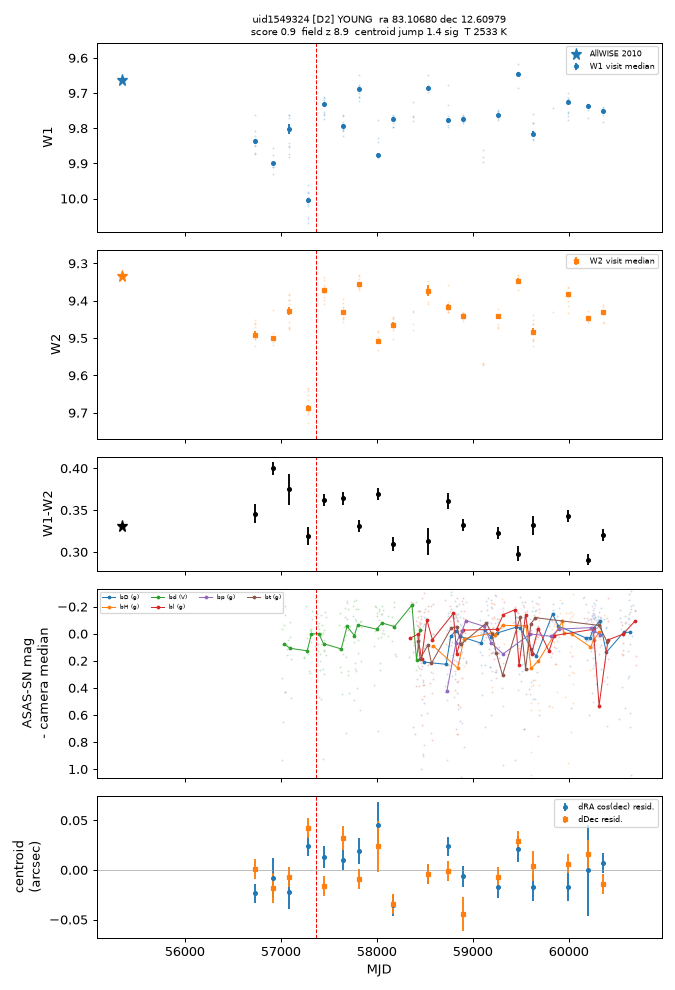 uid1549324 [D2] YOUNG ra 83.10680 dec 12.60979
score 0.9 field z 8.9 centroid jump 1.4 sig T 2533 K
AllWISE 2010
W1 visit median
W1
9.6
9.7
9.8
9.9
10.0
W2 visit median
W2
9.3
9.4
9.5
9.6
9.7
W1-W2
0.40
0.35
0.30
bD (g)
bH (g)
bd (V)
bl (g)
bp (g)
bt (g)
ASAS-SN mag
- camera median
−0.2
0.0
0.2
0.4
0.6
0.8
1.0
dRA cos(dec) resid.
dDec resid.
centroid
(arcsec)
0.05
0.00
−0.05
56000
57000
58000
59000
60000
MJD